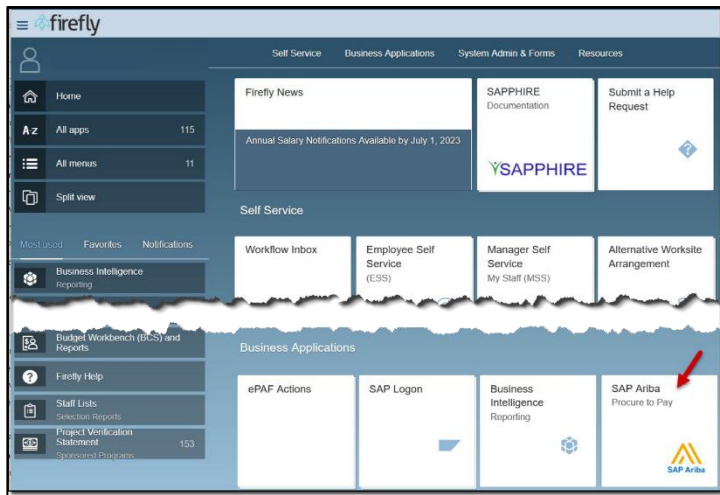 firefly
Self Service Business Applications System Admin & Forms Resources
Home
A-z All apps 115
All menus 11
Split view
Most used Favorites Notifications
Business Intelligence
Reporting
Budget Workbench (BCS) and
Reports
Firefly Help
Staff Lists
Selection Reports
Project Verification
Statement 153
Sponsored Programs
Firefly News
Annual Salary Notifications Available by July 1, 2023
SAPPHIRE
Documentation
SAPPHIRE
Submit a Help
Request
Self Service
Workflow Inbox
Employee Self
Service
(ESS)
Manager Self
Service
My Staff (MSS)
Alternative Worksite
Arrangement
Business Applications
ePAF Actions
SAP Logon
Business
Intelligence
Reporting
SAP Ariba
Procure to Pay
SAP Ariba